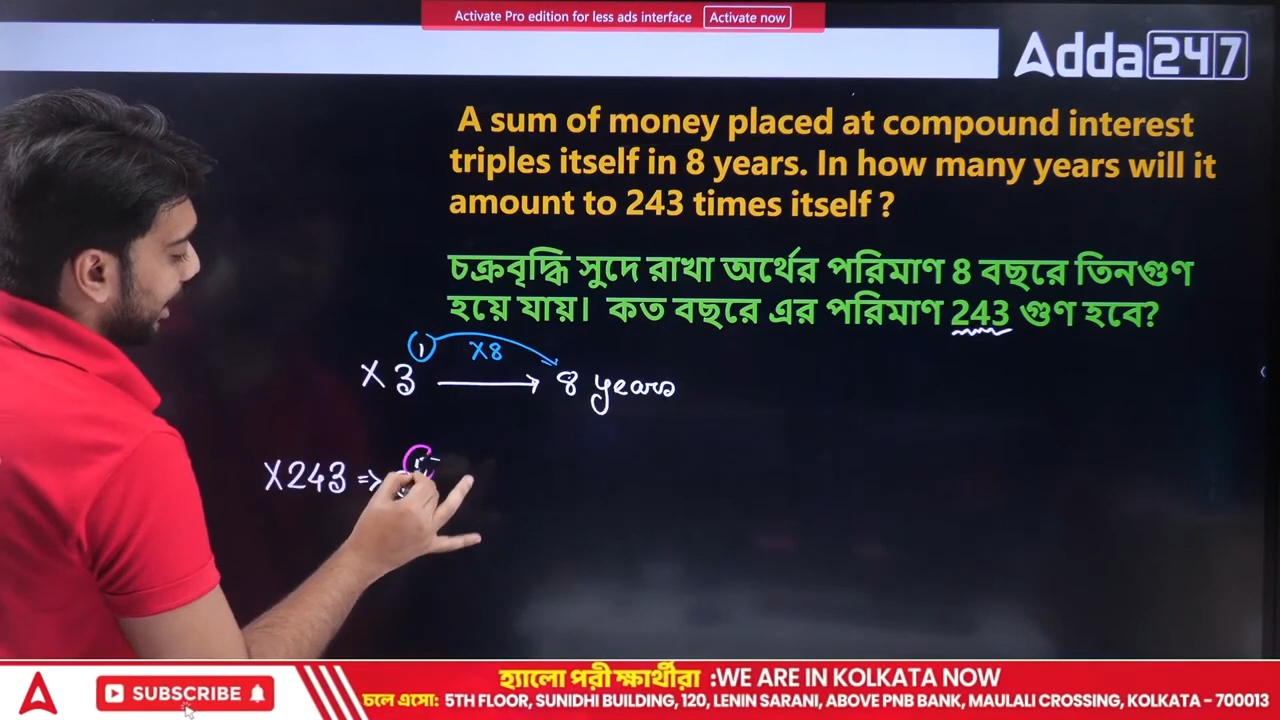 Activate Pro edition for less ads interface Activate now
Adda247
A sum of money placed at compound interest
triples itself in 8 years. In how many years will it
amount to 243 times itself ?
চক্রবৃদ্ধি সুদে রাখা অর্থের পরিমাণ 8 বছরে তিনগুণ
হয়ে যায়। কত বছরে এর পরিমাণ 243 গুণ হবে?
1 X8
X 3 → 8 years
X243 =>
হ্যালো পরীক্ষার্থীরা :WE ARE IN KOLKATA NOW
SUBSCRIBE
চলে এসো: 5TH FLOOR, SUNIDHI BUILDING, 120, LENIN SARANI, ABOVE PNB BANK, MAULALI CROSSING, KOLKATA – 700013